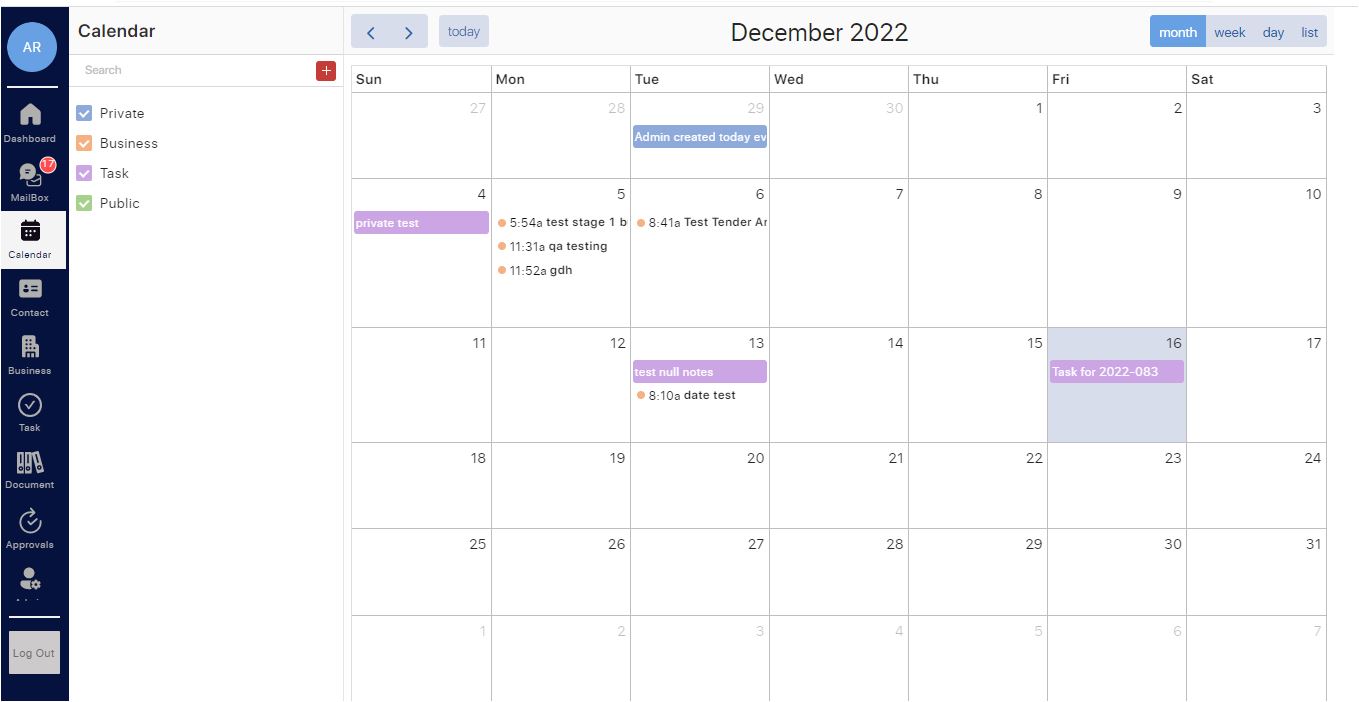 AR
Dashboard
17
MailBox
Calendar
Contact
Business
Task
Document
Approvals
Log Out
Calendar
Search
Private
Business
Task
Public
today
December 2022
month week day list
Sun Mon Tue Wed Thu Fri Sat
27 28 29 30 1 2 3
Admin created today ev
4 5 6 7 8 9 10
private test
5:54a test stage 1 b
8:41a Test Tender Ar
11:31a qa testing
11:52a gdh
11 12 13 14 15 16 17
test null notes
Task for 2022-083
8:10a date test
18 19 20 21 22 23 24
25 26 27 28 29 30 31
1 2 3 4 5 6 7